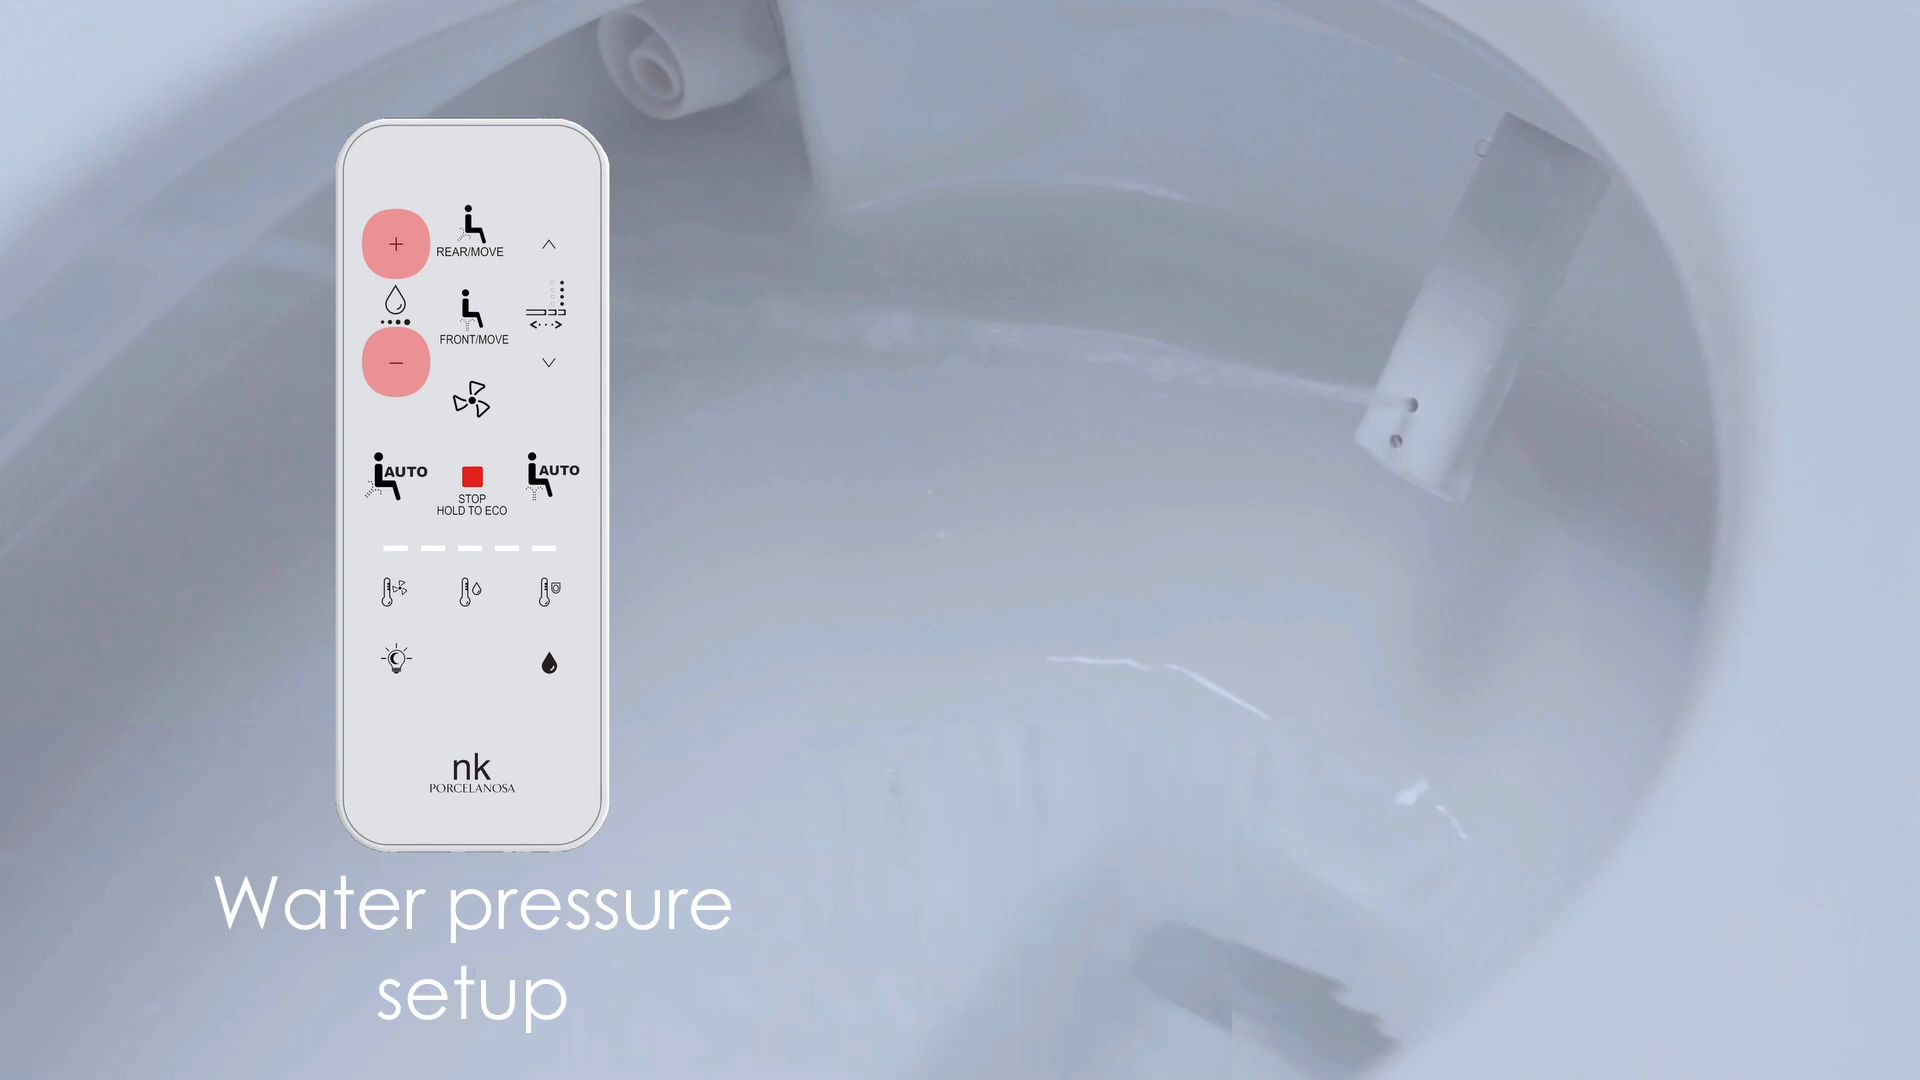 +
REAR/MOVE
FRONT/MOVE
−
AUTO
AUTO
STOP
HOLD TO ECO
nk
PORCELANOSA
Water pressure
setup